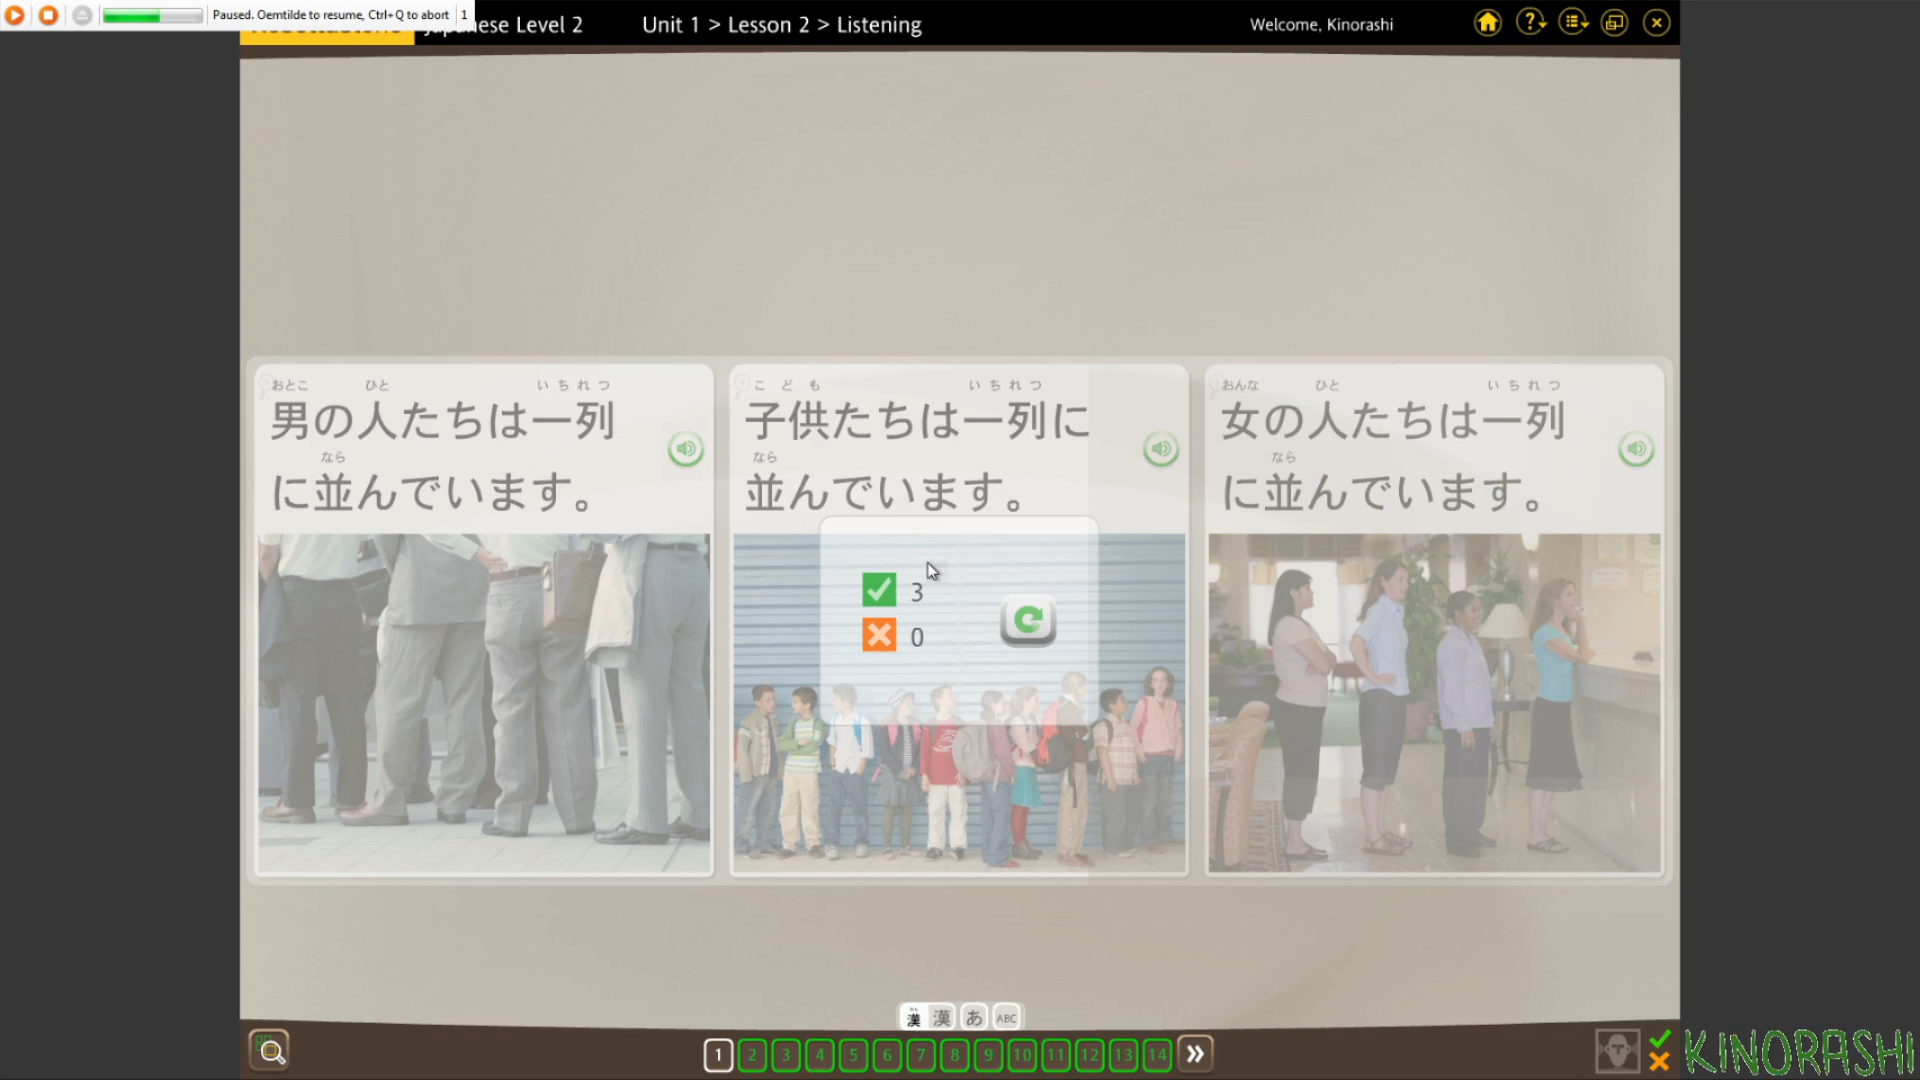 Paused. Oemtilde to resume, Ctrl+Q to abort 1
Japanese Level 2
Unit 1 > Lesson 2 > Listening
Welcome, Kinorashi
おとこ ひと いちれつ
男の人たちは一列
なら
に並んでいます。
こども いちれつ
子供たちは一列に
なら
並んでいます。
おんな ひと いちれつ
女の人たちは一列
なら
に並んでいます。
3
0
漢 漢 あ ABC
1 2 3 4 5 6 7 8 9 10 11 12 13 14 »
KINORASHI